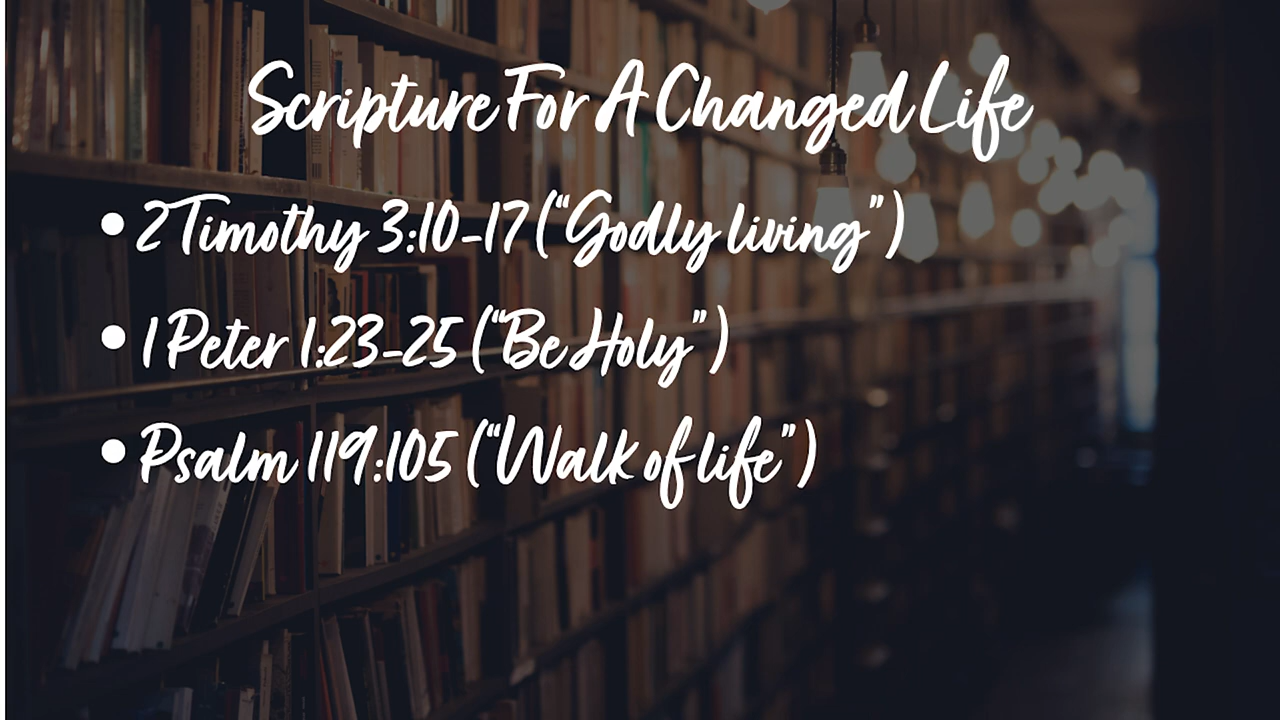 Scripture For A Changed Life
• 2 Timothy 3:10-17 (“Godly living”)
• 1 Peter 1:23-25 (“Be Holy”)
• Psalm 119:105 (“Walk of life”)